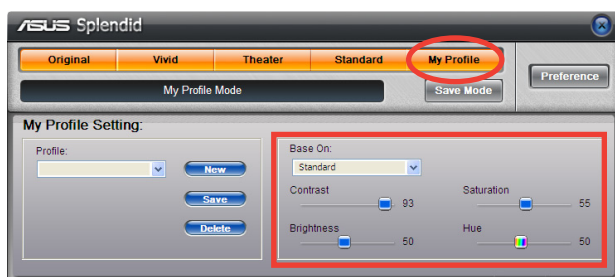 ASUS Splendid
Original Vivid Theater Standard My Profile
My Profile Mode Save Mode Preference
My Profile Setting:
Profile:
New
Save
Delete
Base On:
Standard
Contrast 93 Saturation 55
Brightness 50 Hue 50